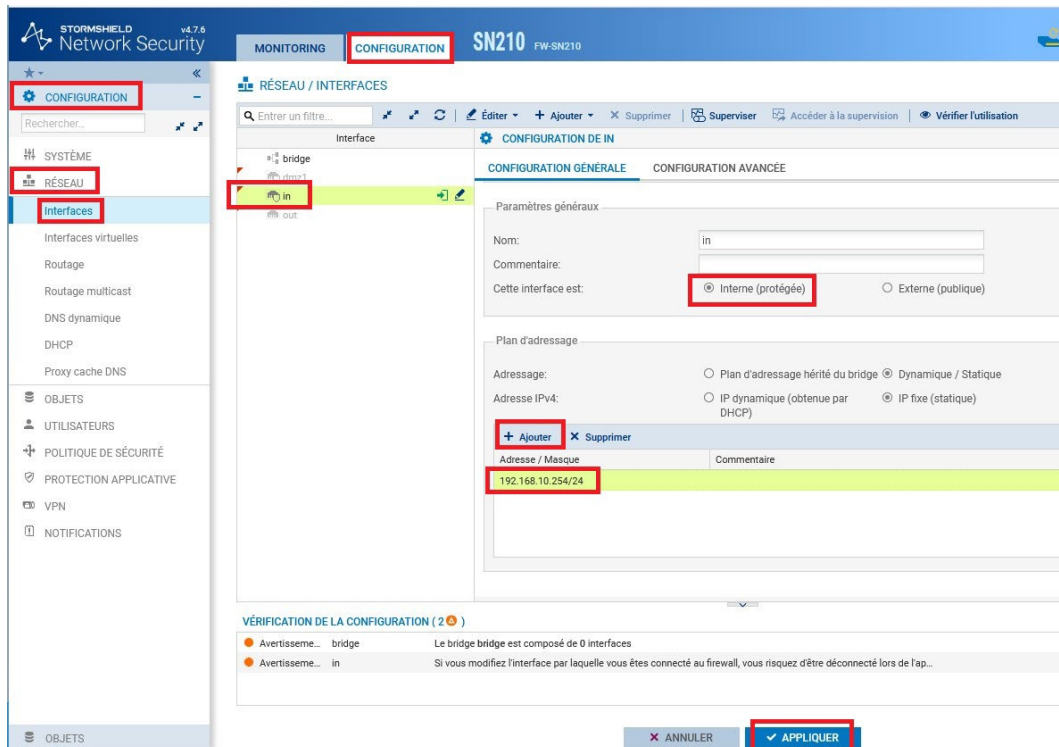 STORMSHIELD v4.7.6
Network Security
MONITORING
CONFIGURATION
SN210 FW-SN210
CONFIGURATION
Rechercher...
SYSTÈME
RÉSEAU
Interfaces
Interfaces virtuelles
Routage
Routage multicast
DNS dynamique
DHCP
Proxy cache DNS
OBJETS
UTILISATEURS
POLITIQUE DE SÉCURITÉ
PROTECTION APPLICATIVE
VPN
NOTIFICATIONS
OBJETS
RÉSEAU / INTERFACES
Entrer un filtre...
Éditer + Ajouter × Supprimer Superviser Accéder à la supervision Vérifier l'utilisation
Interface
bridge
dmz1
in
out
CONFIGURATION DE IN
CONFIGURATION GÉNÉRALE CONFIGURATION AVANCÉE
Paramètres généraux
Nom: in
Commentaire:
Cette interface est: Interne (protégée) Externe (publique)
Plan d'adressage
Adressage: Plan d'adressage hérité du bridge Dynamique / Statique
Adresse IPv4: IP dynamique (obtenue par DHCP) IP fixe (statique)
+ Ajouter × Supprimer
Adresse / Masque Commentaire
192.168.10.254/24
VÉRIFICATION DE LA CONFIGURATION ( 2 )
Avertisseme... bridge Le bridge bridge est composé de 0 interfaces
Avertisseme... in Si vous modifiez l'interface par laquelle vous êtes connecté au firewall, vous risquez d'être déconnecté lors de l'ap...
× ANNULER
✓ APPLIQUER